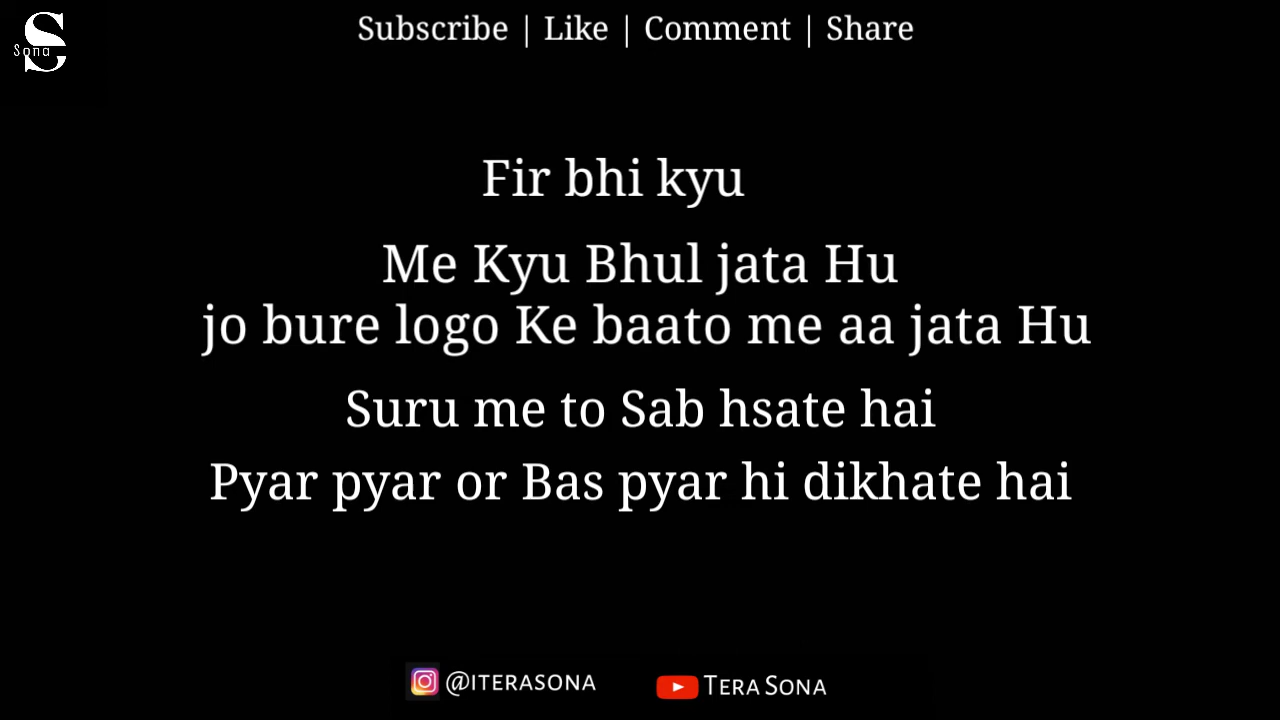 Subscribe | Like | Comment | Share
Sona
Fir bhi kyu
Me Kyu Bhul jata Hu
jo bure logo Ke baato me aa jata Hu
Suru me to Sab hsate hai
Pyar pyar or Bas pyar hi dikhate hai
@ITERASONA
TERA SONA